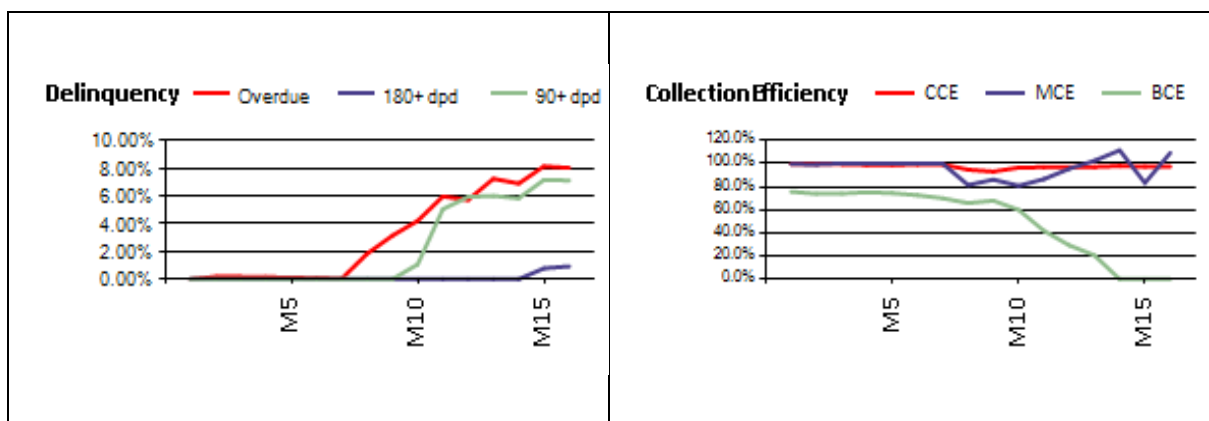 Delinquency Overdue 180+ dpd 90+ dpd
10.00%
8.00%
6.00%
4.00%
2.00%
0.00%
M5
M10
M15
Collection Efficiency CCE MCE BCE
120.0%
100.0%
80.0%
60.0%
40.0%
20.0%
0.0%
M5
M10
M15